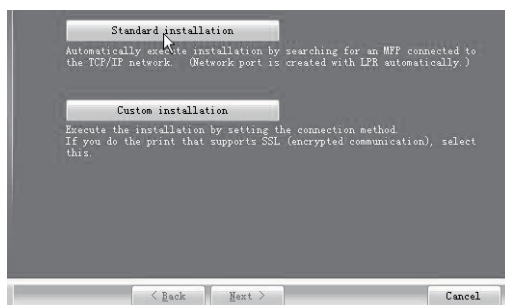 Standard installation
Automatically execute installation by searching for an MFP connected to
the TCP/IP network. (Network port is created with LPR automatically.)
Custom installation
Execute the installation by setting the connection method.
If you do the print that supports SSL (encrypted communication), select
this.
< Back
Next >
Cancel